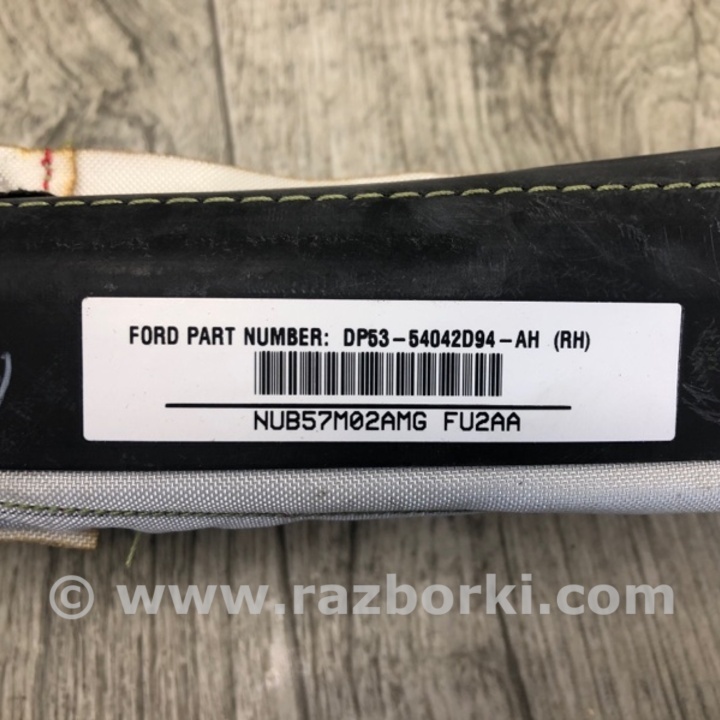 FORD PART NUMBER: DP53-54042D94-AH (RH)
NUB57M02AMG FU2AA
© www.razborki.com